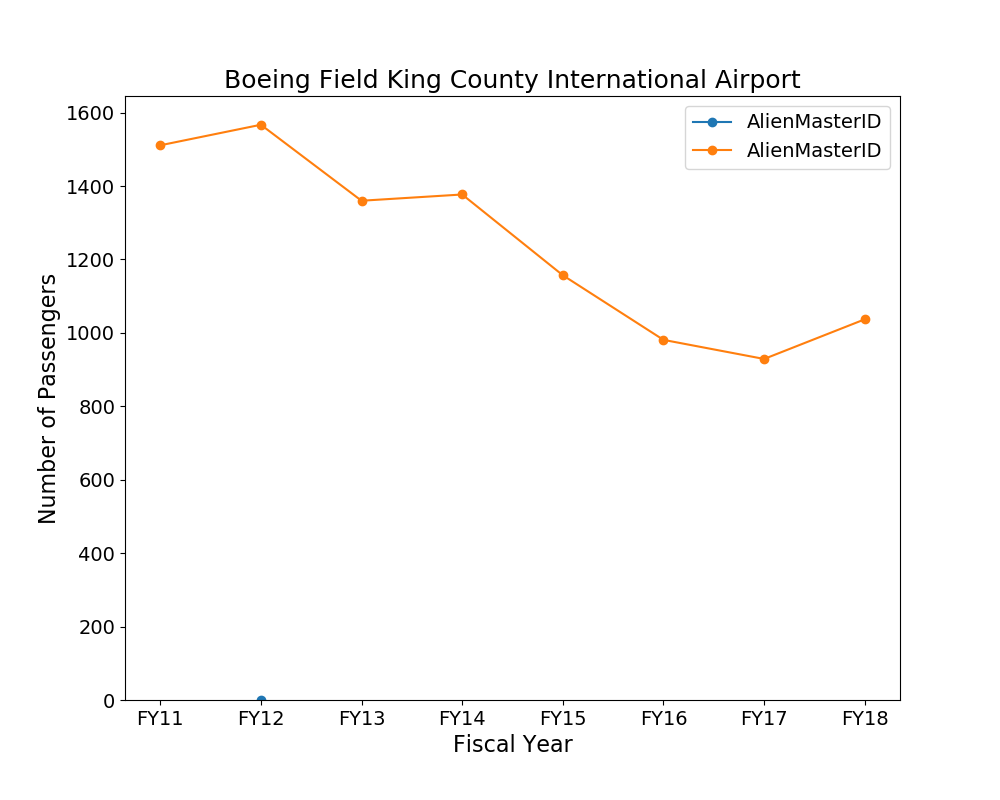 Boeing Field King County International Airport
AlienMasterID
AlienMasterID
1600
1400
1200
1000
800
600
400
200
0
Number of Passengers
FY11 FY12 FY13 FY14 FY15 FY16 FY17 FY18
Fiscal Year